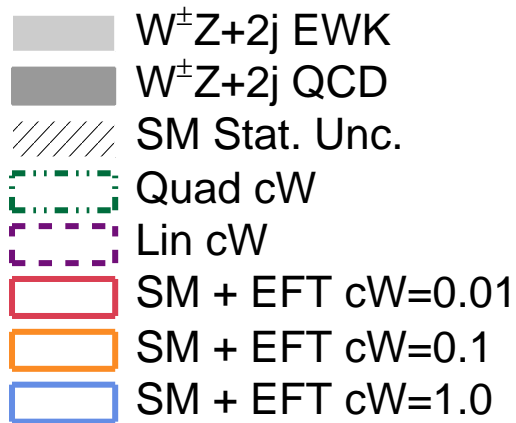 W±Z+2j EWK
W±Z+2j QCD
SM Stat. Unc.
Quad cW
Lin cW
SM + EFT cW=0.01
SM + EFT cW=0.1
SM + EFT cW=1.0